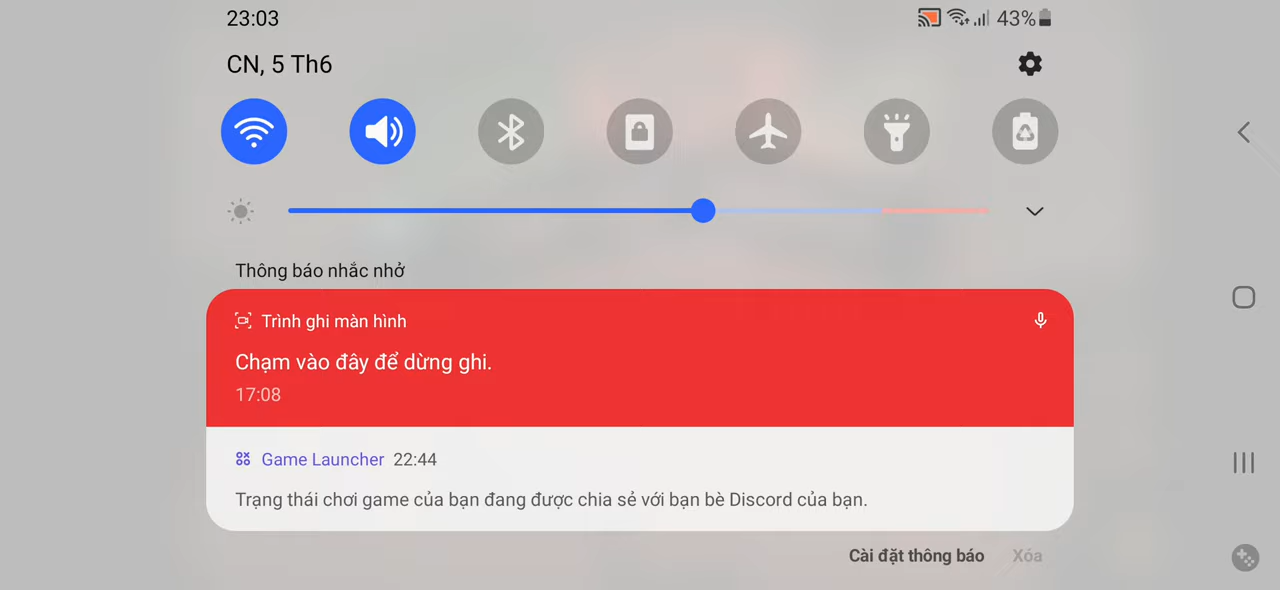 23:03
43%
CN, 5 Th6
Thông báo nhắc nhở
Trình ghi màn hình
Chạm vào đây để dừng ghi.
17:08
Game Launcher 22:44
Trạng thái chơi game của bạn đang được chia sẻ với bạn bè Discord của bạn.
Cài đặt thông báo Xóa